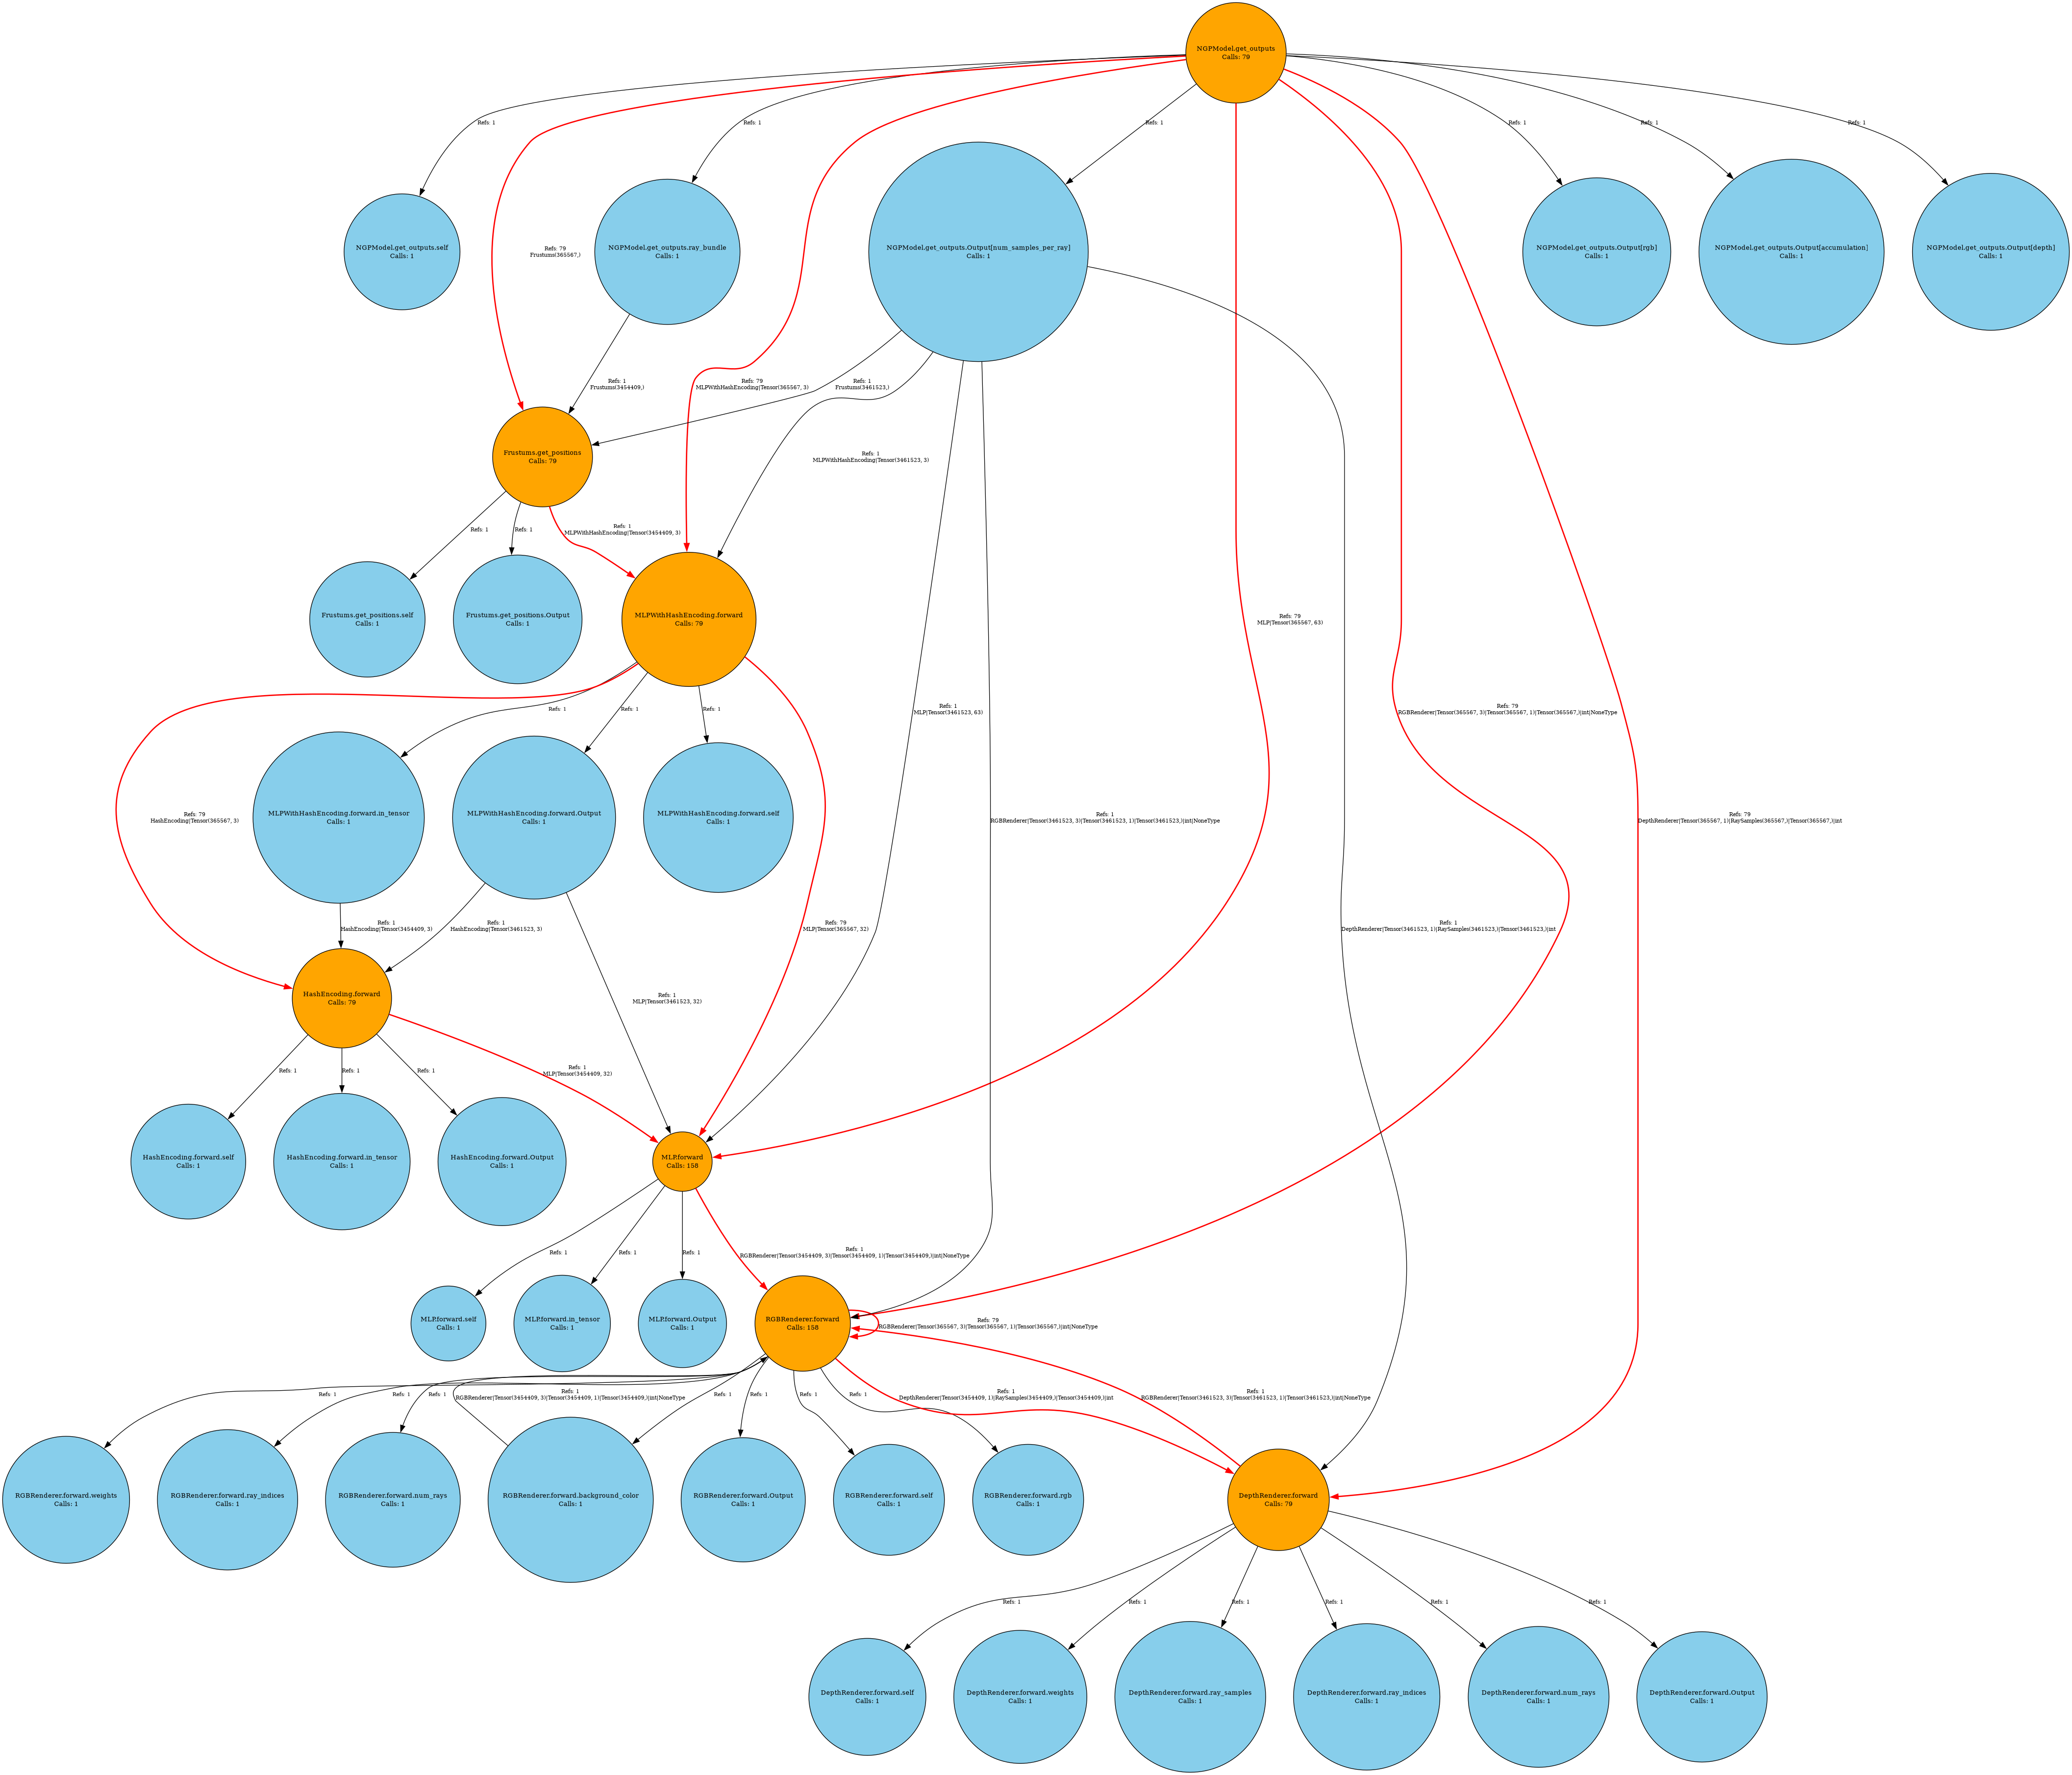 NGPModel.get_outputs
Calls: 79
Refs: 1
Refs: 1
Refs: 1
Refs: 1
Refs: 1
Refs: 1
NGPModel.get_outputs.self
Calls: 1
Refs: 79
Frustums(365567,)
NGPModel.get_outputs.ray_bundle
Calls: 1
NGPModel.get_outputs.Output[num_samples_per_ray]
Calls: 1
NGPModel.get_outputs.Output[rgb]
Calls: 1
NGPModel.get_outputs.Output[accumulation]
Calls: 1
NGPModel.get_outputs.Output[depth]
Calls: 1
Refs: 1
Frustums(3454409,)
Refs: 79
MLPWithHashEncoding|Tensor(365567, 3)
Refs: 1
Frustums(3461523,)
Frustums.get_positions
Calls: 79
Refs: 1
MLPWithHashEncoding|Tensor(3461523, 3)
Refs: 1
Refs: 1
Refs: 1
MLPWithHashEncoding|Tensor(3454409, 3)
Frustums.get_positions.self
Calls: 1
Frustums.get_positions.Output
Calls: 1
MLPWithHashEncoding.forward
Calls: 79
Refs: 79
MLP|Tensor(365567, 63)
Refs: 1
Refs: 1
Refs: 1
Refs: 1
MLP|Tensor(3461523, 63)
Refs: 79
RGBRenderer|Tensor(365567, 3)|Tensor(365567, 1)|Tensor(365567,)|int|NoneType
Refs: 79
HashEncoding|Tensor(365567, 3)
MLPWithHashEncoding.forward.in_tensor
Calls: 1
MLPWithHashEncoding.forward.Output
Calls: 1
MLPWithHashEncoding.forward.self
Calls: 1
Refs: 1
RGBRenderer|Tensor(3461523, 3)|Tensor(3461523, 1)|Tensor(3461523,)|int|NoneType
Refs: 79
DepthRenderer|Tensor(365567, 1)|RaySamples(365567,)|Tensor(365567,)|int
Refs: 1
HashEncoding|Tensor(3454409, 3)
Refs: 1
HashEncoding|Tensor(3461523, 3)
Refs: 79
MLP|Tensor(365567, 32)
Refs: 1
DepthRenderer|Tensor(3461523, 1)|RaySamples(3461523,)|Tensor(3461523,)|int
HashEncoding.forward
Calls: 79
Refs: 1
MLP|Tensor(3461523, 32)
Refs: 1
Refs: 1
Refs: 1
Refs: 1
MLP|Tensor(3454409, 32)
HashEncoding.forward.self
Calls: 1
HashEncoding.forward.in_tensor
Calls: 1
HashEncoding.forward.Output
Calls: 1
MLP.forward
Calls: 158
Refs: 1
Refs: 1
Refs: 1
Refs: 1
RGBRenderer|Tensor(3454409, 3)|Tensor(3454409, 1)|Tensor(3454409,)|int|NoneType
MLP.forward.self
Calls: 1
MLP.forward.in_tensor
Calls: 1
MLP.forward.Output
Calls: 1
RGBRenderer.forward
Calls: 158
Refs: 79
RGBRenderer|Tensor(365567, 3)|Tensor(365567, 1)|Tensor(365567,)|int|NoneType
Refs: 1
Refs: 1
Refs: 1
Refs: 1
RGBRenderer|Tensor(3454409, 3)|Tensor(3454409, 1)|Tensor(3454409,)|int|NoneType
Refs: 1
Refs: 1
Refs: 1
Refs: 1
Refs: 1
DepthRenderer|Tensor(3454409, 1)|RaySamples(3454409,)|Tensor(3454409,)|int
Refs: 1
RGBRenderer|Tensor(3461523, 3)|Tensor(3461523, 1)|Tensor(3461523,)|int|NoneType
RGBRenderer.forward.weights
Calls: 1
RGBRenderer.forward.ray_indices
Calls: 1
RGBRenderer.forward.num_rays
Calls: 1
RGBRenderer.forward.background_color
Calls: 1
RGBRenderer.forward.Output
Calls: 1
RGBRenderer.forward.self
Calls: 1
RGBRenderer.forward.rgb
Calls: 1
DepthRenderer.forward
Calls: 79
Refs: 1
Refs: 1
Refs: 1
Refs: 1
Refs: 1
Refs: 1
DepthRenderer.forward.self
Calls: 1
DepthRenderer.forward.weights
Calls: 1
DepthRenderer.forward.ray_samples
Calls: 1
DepthRenderer.forward.ray_indices
Calls: 1
DepthRenderer.forward.num_rays
Calls: 1
DepthRenderer.forward.Output
Calls: 1